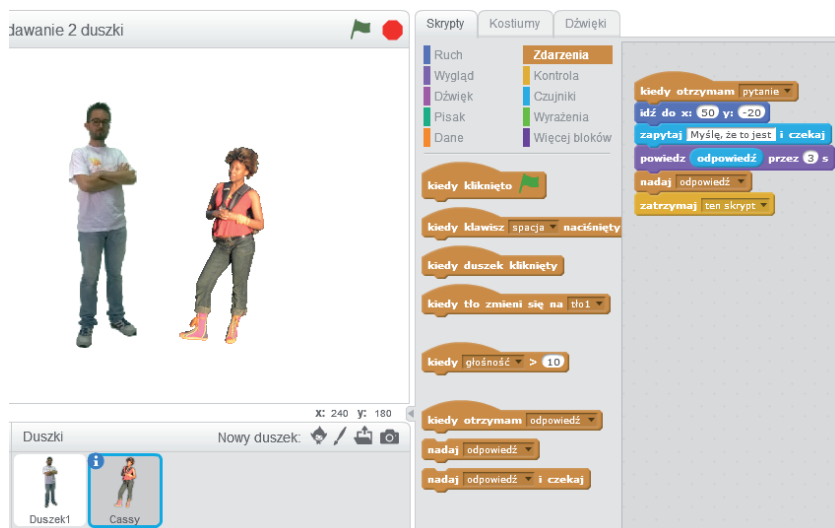 dawanie 2 duszki
x: 240 y: 180
Duszki
Nowy duszek:
Duszek1
Cassy
Skrypty
Kostiumy
Dźwięki
Ruch
Zdarzenia
Wygląd
Kontrola
Dźwięk
Czujniki
Pisak
Wyrażenia
Dane
Więcej bloków
kiedy kliknięto
kiedy klawisz spacja naciśnięty
kiedy duszek kliknięty
kiedy tło zmieni się na tło1
kiedy głośność > 10
kiedy otrzymam odpowiedź
nadaj odpowiedź
nadaj odpowiedź i czekaj
kiedy otrzymam pytanie
idź do x: 50 y: -20
zapytaj Myślę, że to jest i czekaj
powiedz odpowiedź przez 3 s
nadaj odpowiedź
zatrzymaj ten skrypt